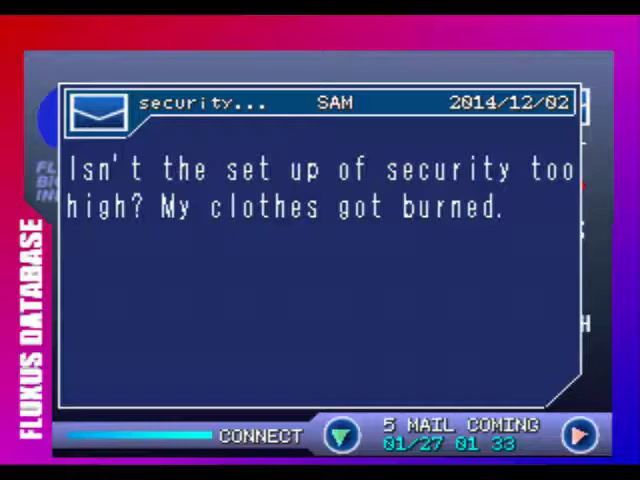 security... SAM 2014/12/02
Isn't the set up of security too
high? My clothes got burned.
FLUXUS DATABASE
CONNECT
5 MAIL COMING
01/27 01 33